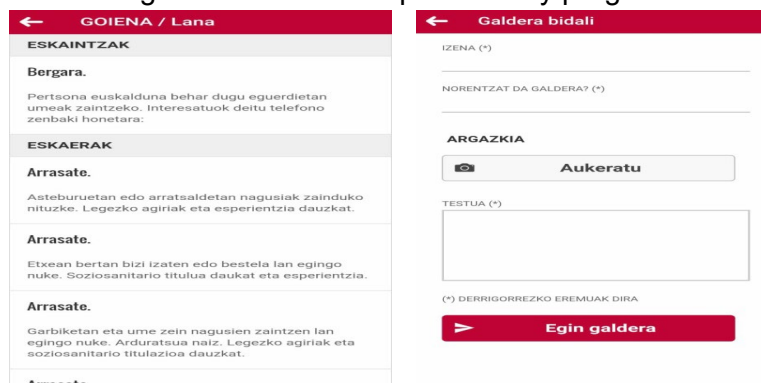 GOIENA / Lana
ESKAINTZAK
Bergara.
Pertsona euskalduna behar dugu eguerdietan
umeak zaintzeko. Interesatuok deitu telefono
zenbaki honetara:
ESKAERAK
Arrasate.
Asteburuetan edo arratsaldetan nagusiak zainduko
nituzke. Legezko agiriak eta esperientzia dauzkat.
Arrasate.
Etxean bertan bizi izaten edo bestela lan egingo
nuke. Soziosanitario titulua daukat eta esperientzia.
Arrasate.
Garbiketan eta ume zein nagusien zaintzen lan
egingo nuke. Arduratsua naiz. Legezko agiriak eta
soziosanitario titulazioa dauzkat.
Galdera bidali
IZENA (*)
NORENTZAT DA GALDERA? (*)
ARGAZKIA
Aukeratu
TESTUA (*)
(*) DERRIGORREZKO EREMUAK DIRA
Egin galdera